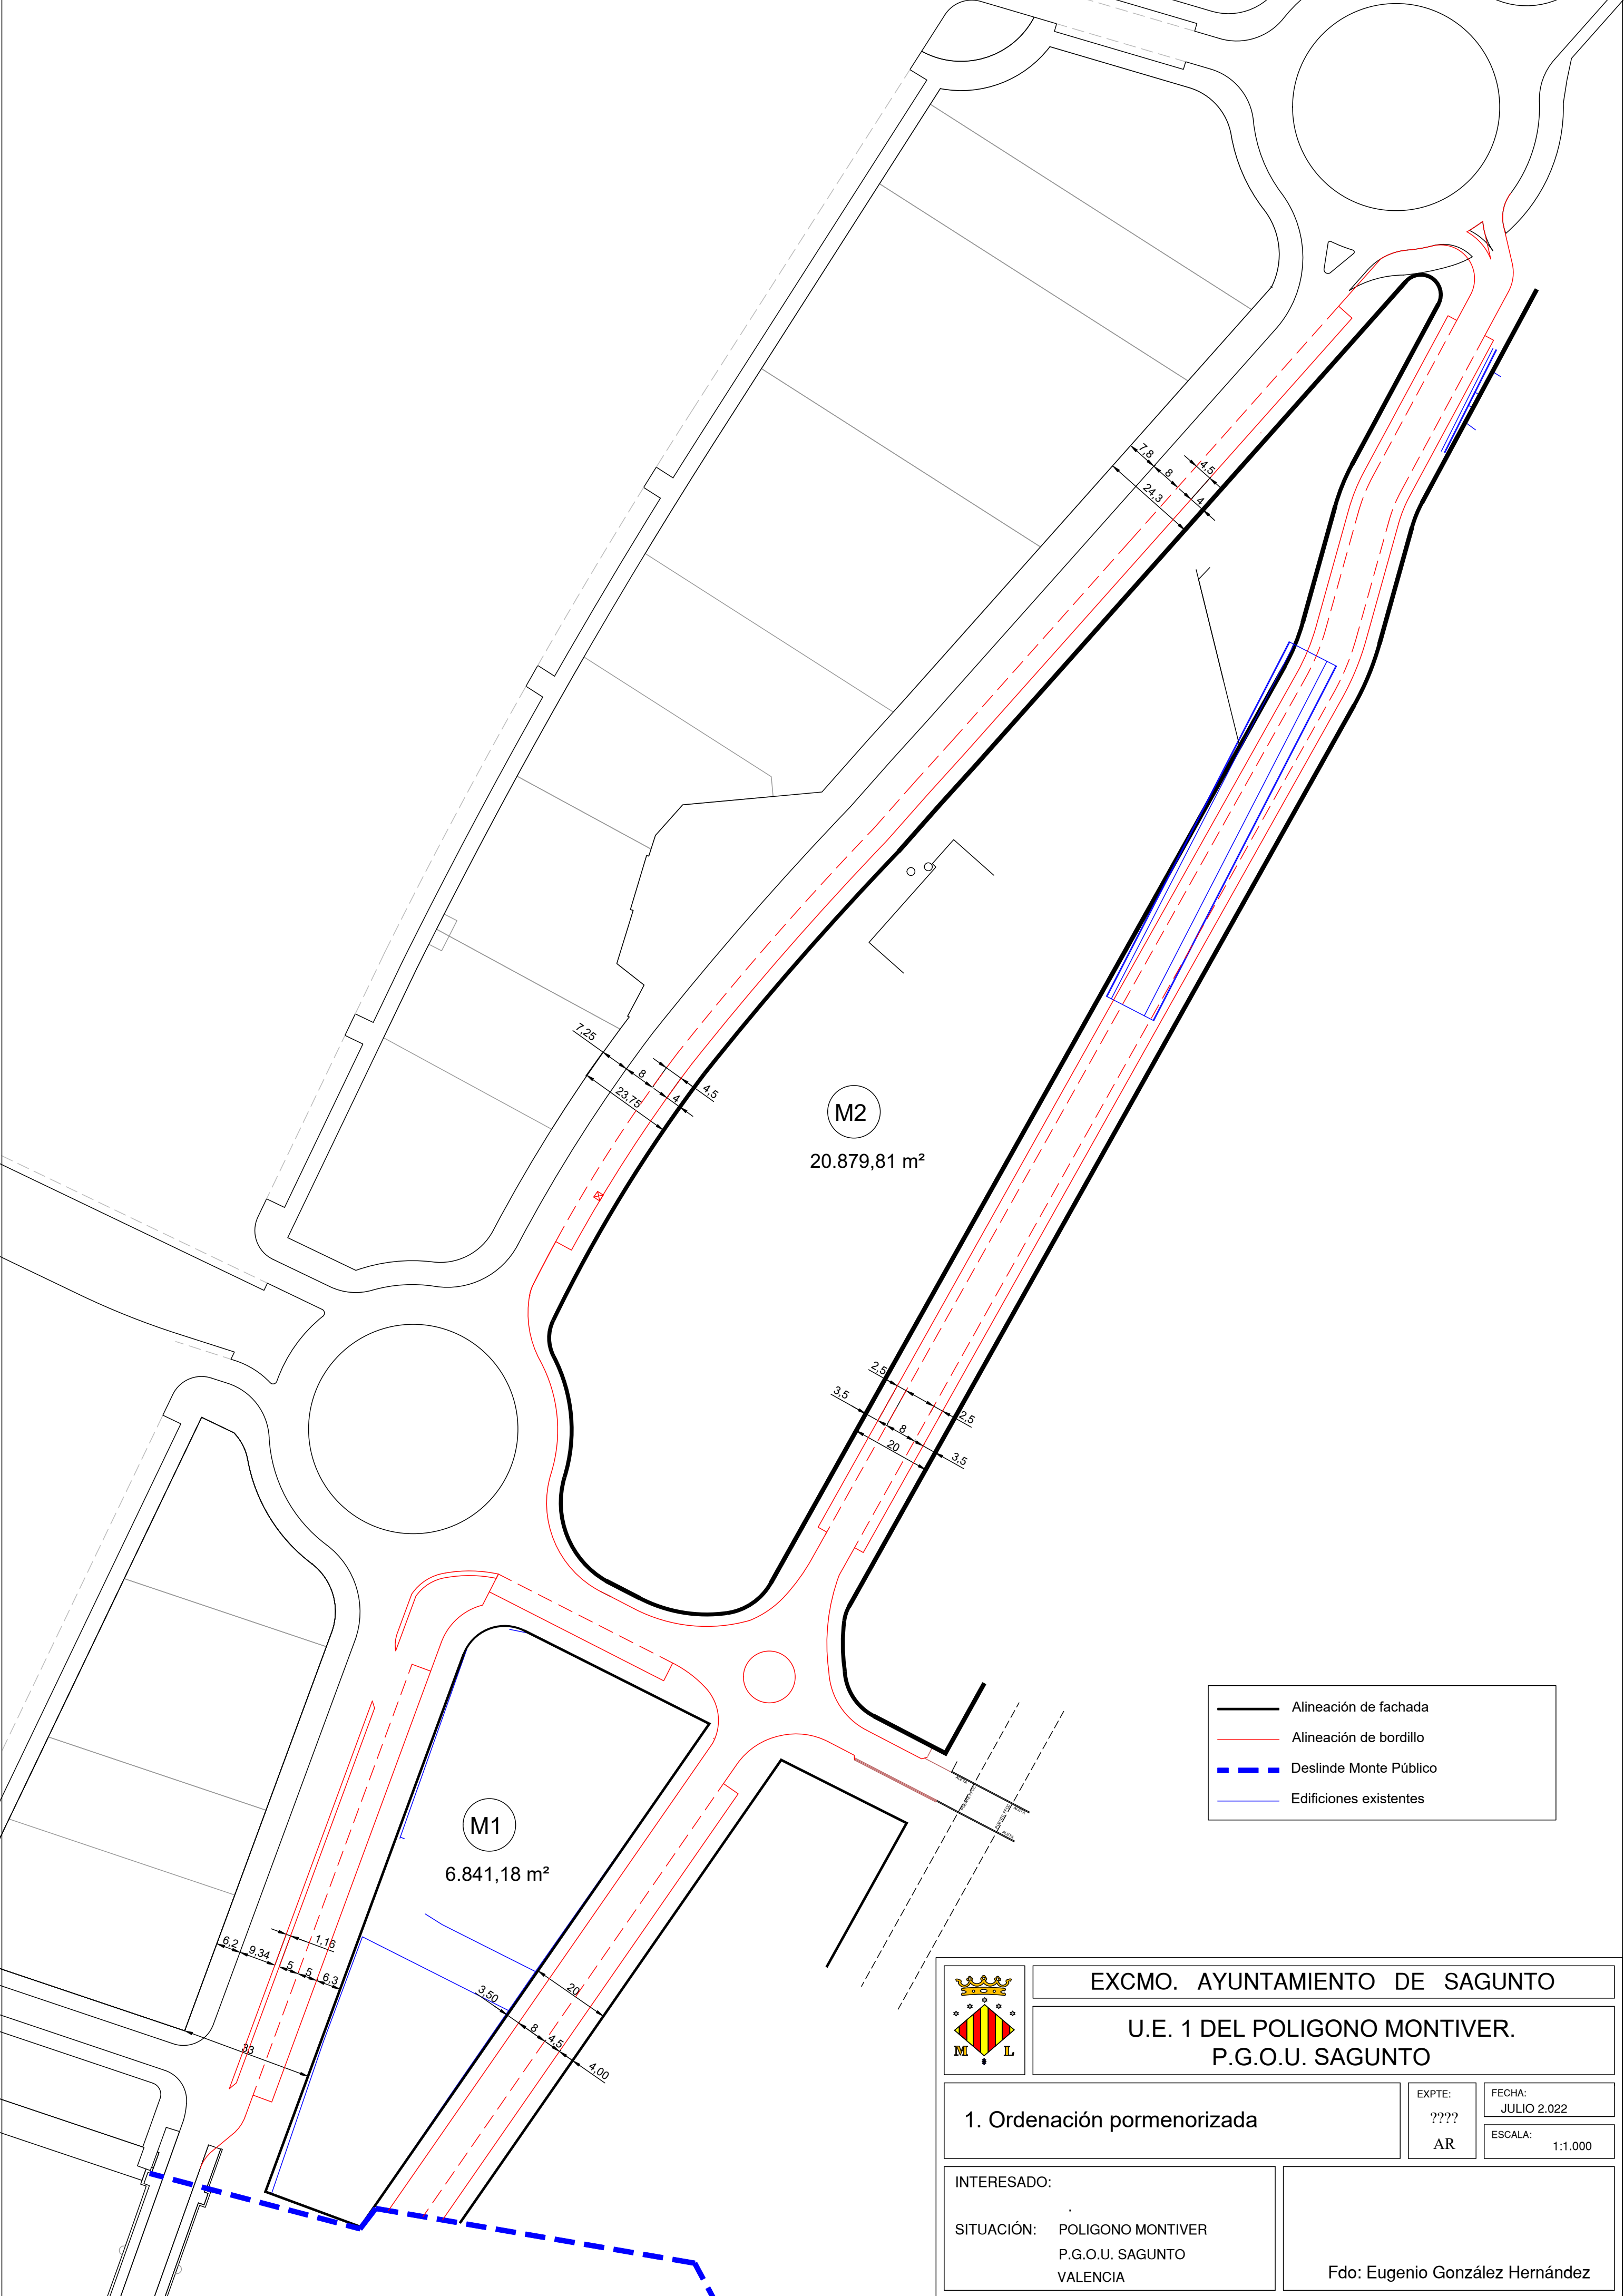 7,8
8
4,5
24,3
4
7,25
8
4,5
23,75
4
M2
20.879,81 m²
2,5
3,5
2,5
8
20
3,5
M1
6.841,18 m²
6,2
9,34
1,16
5
5
6,3
33
3,50
20
8
4,5
4,00
Alineación de fachada
Alineación de bordillo
Deslinde Monte Público
Edificiones existentes
M L
EXCMO. AYUNTAMIENTO DE SAGUNTO
U.E. 1 DEL POLIGONO MONTIVER.
P.G.O.U. SAGUNTO
1. Ordenación pormenorizada
EXPTE:
????
AR
FECHA:
JULIO 2.022
ESCALA:
1:1.000
INTERESADO:
.
SITUACIÓN: POLIGONO MONTIVER
P.G.O.U. SAGUNTO
VALENCIA
Fdo: Eugenio González Hernández